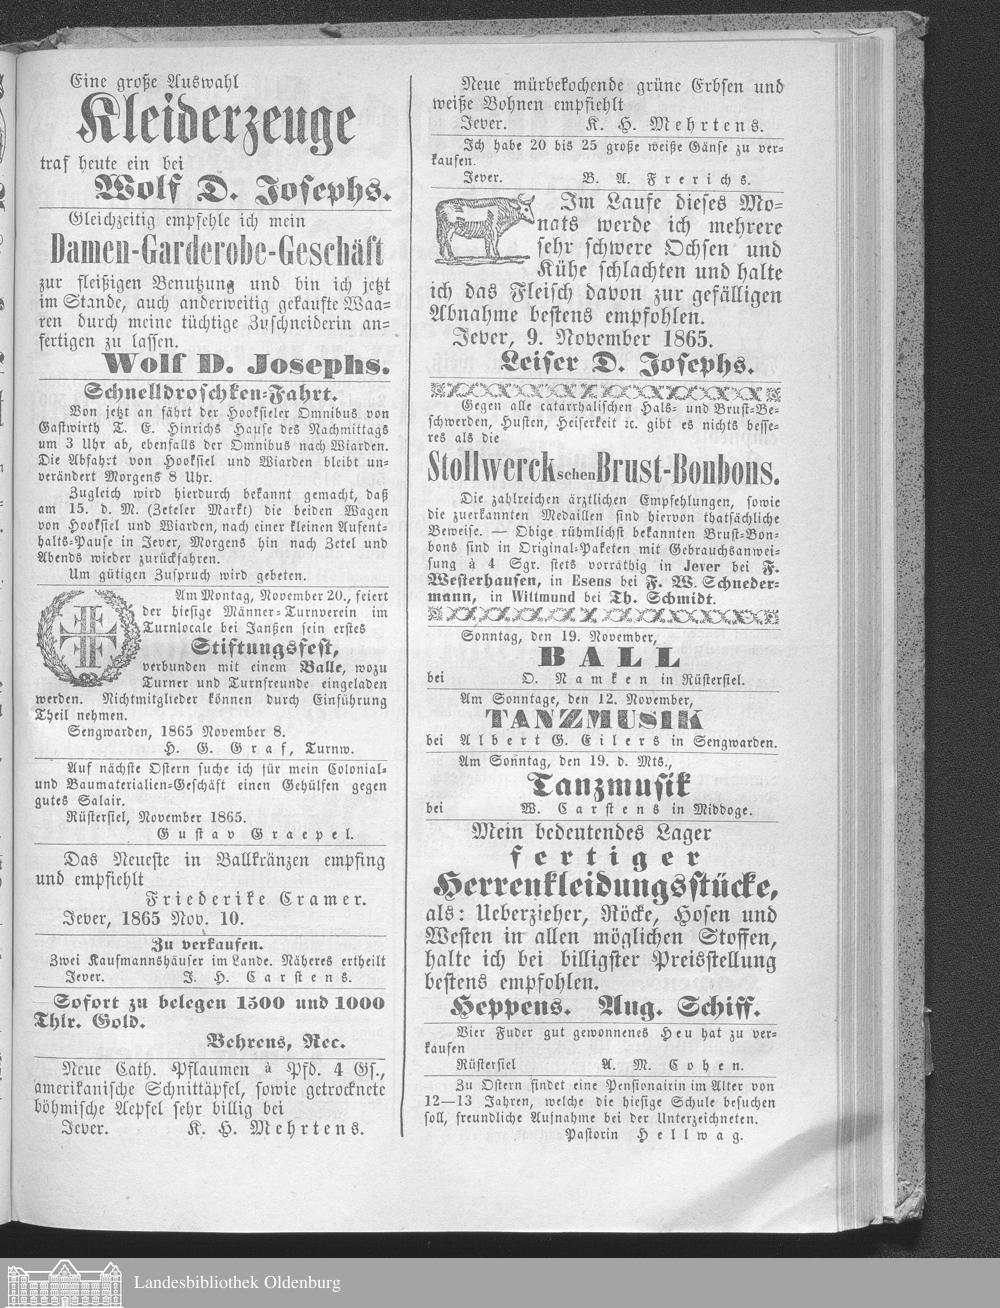 Eine große Auswahl
Kleiderzeuge
traf heute ein bei
Wolf D. Josephs.
Gleichzeitig empfehle ich mein
Damen-Garderobe-Geschäft
zur fleißigen Benutzung und bin ich jetzt
im Stande, auch anderweitig gekaufte Waa-
ren durch meine tüchtige Zuschneiderin an-
fertigen zu lassen.
Wolf D. Josephs.
Schnelldroschken-Fahrt.
Von jetzt an fährt der Hooksieler Omnibus von
Gastwirth T. E. Hinrichs Hause des Nachmittags
um 3 Uhr ab, ebenfalls der Omnibus nach Wiarden.
Die Abfahrt von Hooksiel und Wiarden bleibt un-
verändert Morgens 8 Uhr.
Zugleich wird hierdurch bekannt gemacht, daß
am 15. d. M. (Zeteler Markt) die beiden Wagen
von Hooksiel und Wiarden, nach einer kleinen Aufent-
halts-Pause in Jever, Morgens hin nach Zetel und
Abends wieder zurückfahren.
Um gütigen Zuspruch wird gebeten.
Am Montag, November 20., feiert
der hiesige Männer-Turnverein im
Turnlocale bei Janßen sein erstes
Stiftungsfest,
verbunden mit einem Balle, wozu
Turner und Turnfreunde eingeladen
werden. Nichtmitglieder können durch Einführung
Theil nehmen.
Sengwarden, 1865 November 8.
H. G. Graf, Turnw.
Auf nächste Ostern suche ich für mein Colonial-
und Baumaterialien-Geschäft einen Gehülfen gegen
gutes Salair.
Rüstersiel, November 1865.
Gustav Graepel.
Das Neueste in Ballkränzen empfing
und empfiehlt
Friederike Cramer.
Jever, 1865 Nov. 10.
Zu verkaufen.
Zwei Kaufmannshäuser im Lande. Näheres ertheilt
Jever. J. H. Carstens.
Sofort zu belegen 1500 und 1000
Thlr. Gold.
Behrens, Rec.
Neue Cath. Pflaumen à Pfd. 4 Gs.,
amerikanische Schnittäpfel, sowie getrocknete
böhmische Aepfel sehr billig bei
Jever. K. H. Mehrtens.
Neue mürbekochende grüne Erbsen und
weiße Bohnen empfiehlt
Jever. K. H. Mehrtens.
Ich habe 20 bis 25 große weiße Gänse zu ver-
kaufen.
Jever. B. A. Frerichs.
Im Laufe dieses Mo-
nats werde ich mehrere
sehr schwere Ochsen und
Kühe schlachten und halte
ich das Fleisch davon zur gefälligen
Abnahme bestens empfohlen.
Jever, 9. November 1865.
Leiser D. Josephs.
Gegen alle catarrhalischen Hals- und Brust-Be-
schwerden, Husten, Heiserkeit ꝛc. gibt es nichts besse-
res als die
Stollwerckschen Brust-Bonbons.
Die zahlreichen ärztlichen Empfehlungen, sowie
die zuerkannten Medaillen sind hiervon thatsächliche
Beweise. — Obige rühmlichst bekannten Brust-Bon-
bons sind in Original-Paketen mit Gebrauchsanwei-
sung à 4 Sgr. stets vorräthig in Jever bei F.
Westerhausen, in Esens bei F. W. Schneder-
mann, in Wittmund bei Th. Schmidt.
Sonntag, den 19. November,
BALL
bei O. Namken in Rüstersiel.
Am Sonntage, den 12. November,
TANZMUSIK
bei Albert G. Eilers in Sengwarden.
Am Sonntag, den 19. d. Mts.,
Tanzmusik
bei W. Carstens in Middoge.
Mein bedeutendes Lager
fertiger
Herrenkleidungsstücke,
als: Ueberzieher, Röcke, Hosen und
Westen in allen möglichen Stoffen,
halte ich bei billigster Preisstellung
bestens empfohlen.
Heppens. Aug. Schiff.
Vier Fuder gut gewonnenes Heu hat zu ver-
kaufen
Rüstersiel A. M. Cohen.
Zu Ostern findet eine Pensionairin im Alter von
12—13 Jahren, welche die hiesige Schule besuchen
soll, freundliche Aufnahme bei der Unterzeichneten.
Pastorin Hellwag.
Landesbibliothek Oldenburg